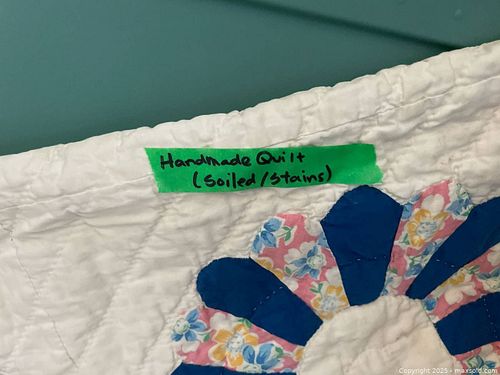 Handmade Quilt
(Soiled/Stains)
Copyright 2025 - maxsold.com